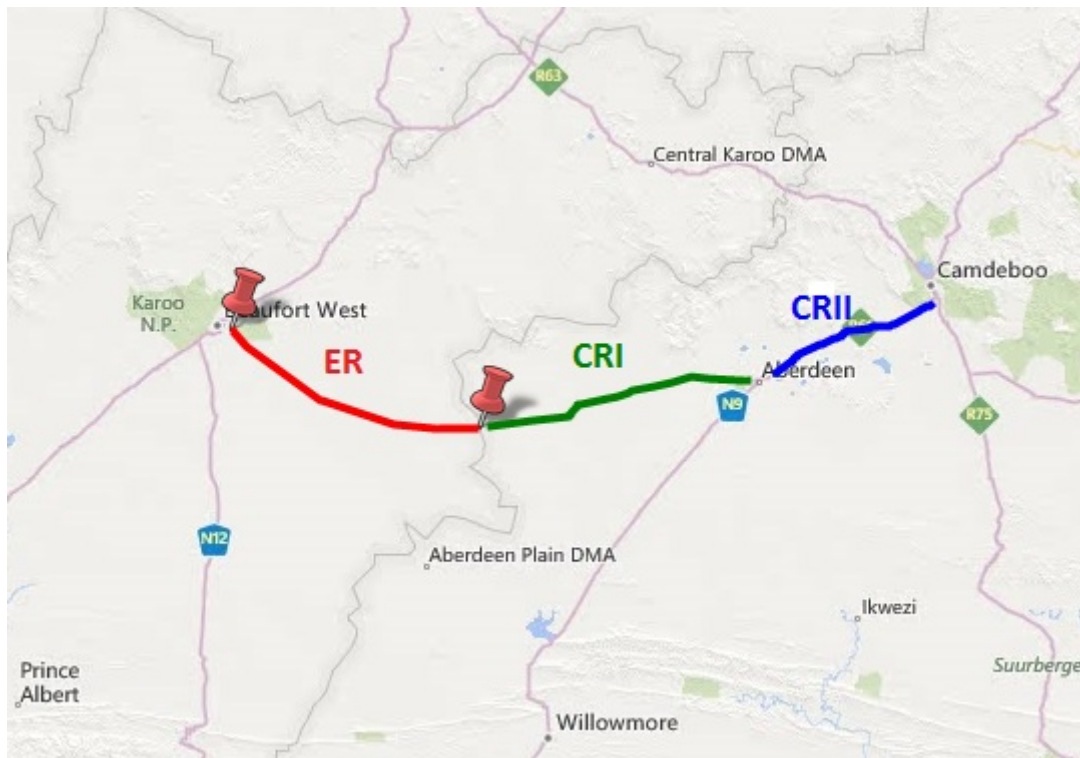 R63
Central Karoo DMA
Karoo
N.P.
Beaufort West
Camdeboo
ER
CRI
CRII
Aberdeen
N9
R75
N12
Aberdeen Plain DMA
Ikwezi
Prince
Albert
Willowmore
Suurberge